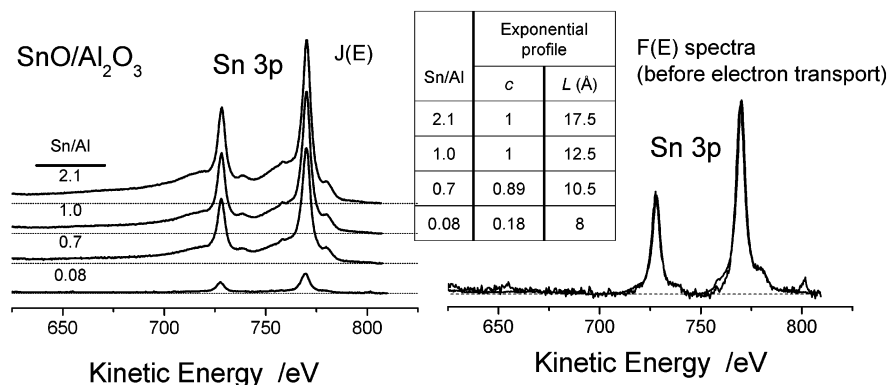 SnO/Al₂O₃
Sn 3p
J(E)
Sn/Al
2.1
1.0
0.7
0.08
650
700
750
800
Kinetic Energy /eV
Sn/Al
Exponential
profile
c
L (Å)
2.1 1 17.5
1.0 1 12.5
0.7 0.89 10.5
0.08 0.18 8
F(E) spectra
(before electron transport)
Sn 3p
650
700
750
800
Kinetic Energy /eV